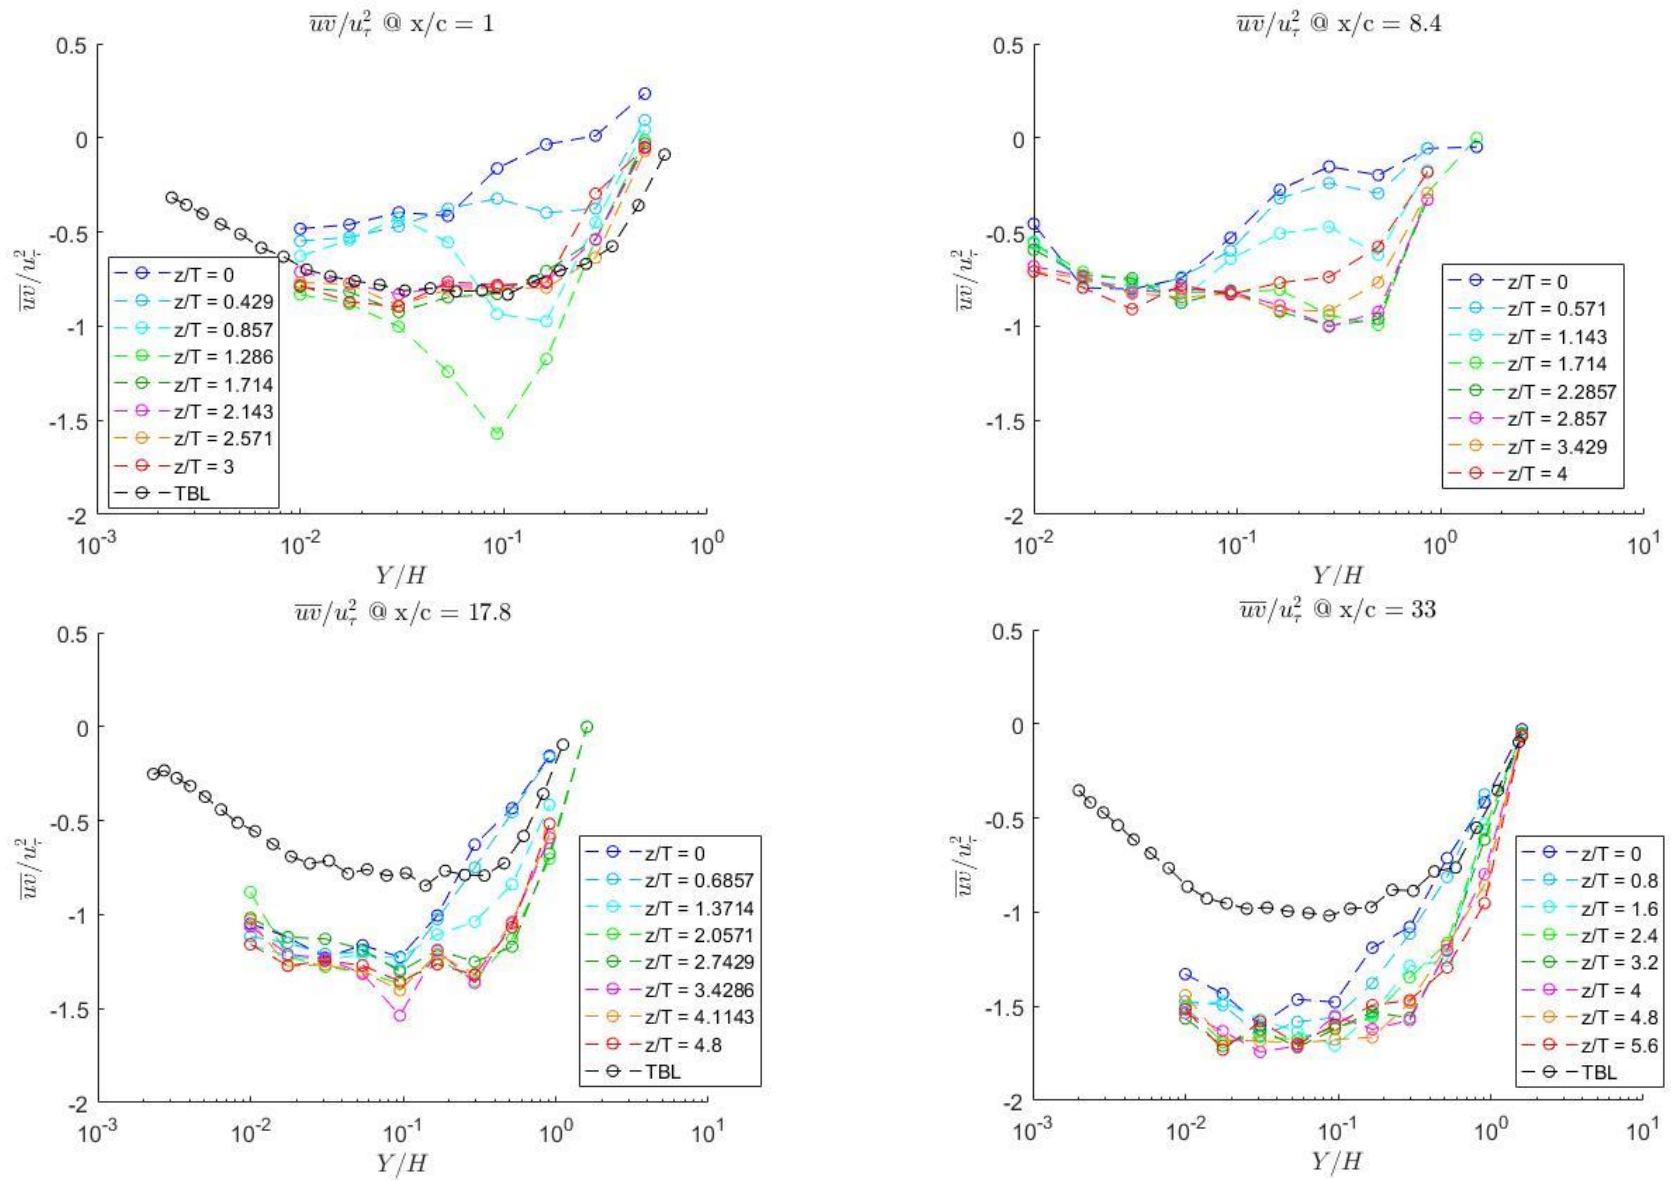 $\overline{uv}/u_\tau^2$ @ x/c = 1
0.5
0
-0.5
-1
-1.5
-2
$\overline{uv}/u_\tau^2$
z/T = 0
z/T = 0.429
z/T = 0.857
z/T = 1.286
z/T = 1.714
z/T = 2.143
z/T = 2.571
z/T = 3
TBL
10^{-3} 10^{-2} 10^{-1} 10^{0}
Y/H
$\overline{uv}/u_\tau^2$ @ x/c = 8.4
0.5
0
-0.5
-1
-1.5
-2
$\overline{uv}/u_\tau^2$
z/T = 0
z/T = 0.571
z/T = 1.143
z/T = 1.714
z/T = 2.2857
z/T = 2.857
z/T = 3.429
z/T = 4
10^{-2} 10^{-1} 10^{0} 10^{1}
Y/H
$\overline{uv}/u_\tau^2$ @ x/c = 17.8
0.5
0
-0.5
-1
-1.5
-2
$\overline{uv}/u_\tau^2$
z/T = 0
z/T = 0.6857
z/T = 1.3714
z/T = 2.0571
z/T = 2.7429
z/T = 3.4286
z/T = 4.1143
z/T = 4.8
TBL
10^{-3} 10^{-2} 10^{-1} 10^{0} 10^{1}
Y/H
$\overline{uv}/u_\tau^2$ @ x/c = 33
0.5
0
-0.5
-1
-1.5
-2
$\overline{uv}/u_\tau^2$
z/T = 0
z/T = 0.8
z/T = 1.6
z/T = 2.4
z/T = 3.2
z/T = 4
z/T = 4.8
z/T = 5.6
TBL
10^{-3} 10^{-2} 10^{-1} 10^{0} 10^{1}
Y/H